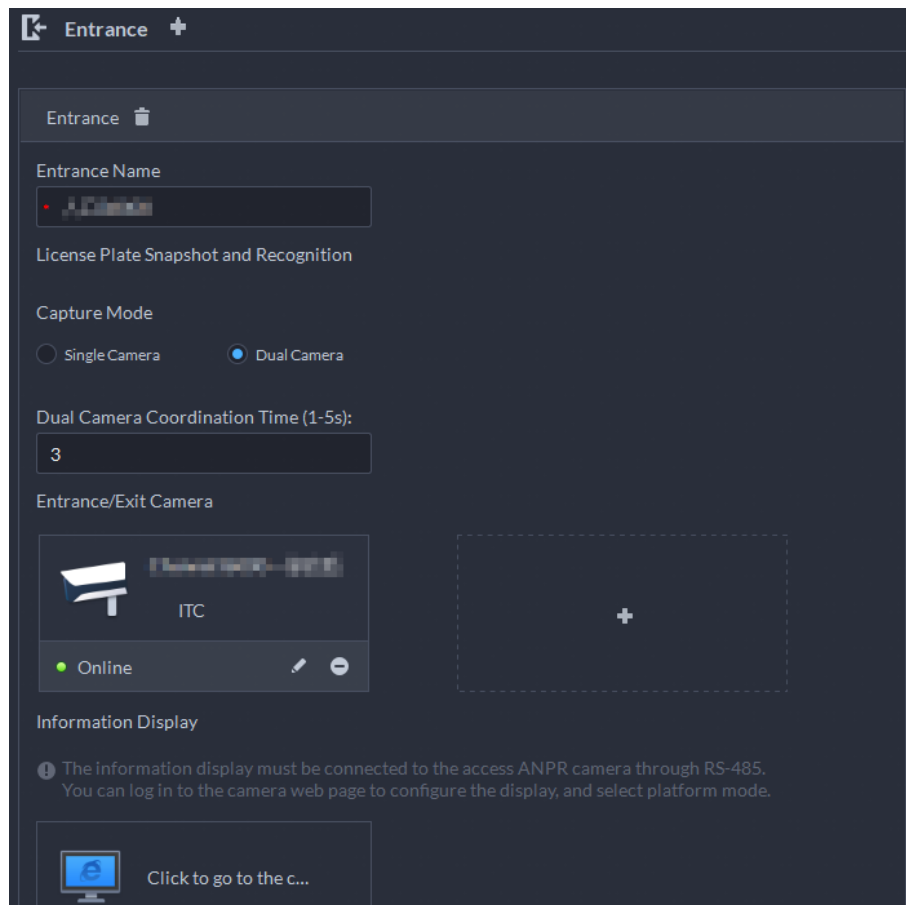 Entrance
Entrance
Entrance Name
License Plate Snapshot and Recognition
Capture Mode
Single Camera Dual Camera
Dual Camera Coordination Time (1-5s):
3
Entrance/Exit Camera
ITC
Online
Information Display
The information display must be connected to the access ANPR camera through RS-485.
You can log in to the camera web page to configure the display, and select platform mode.
Click to go to the c...